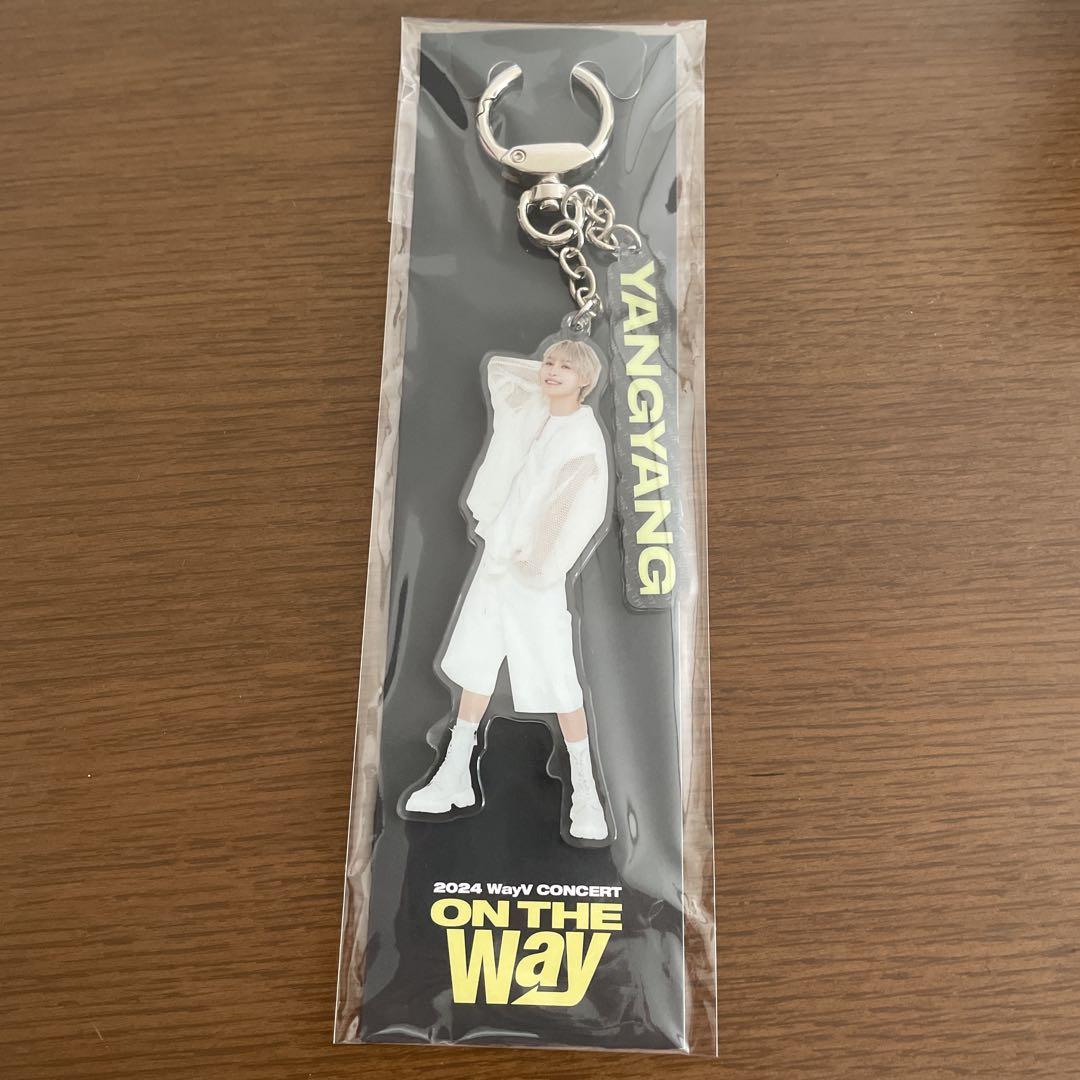 YANGYANG
2024 WayV CONCERT
ON THE
Way